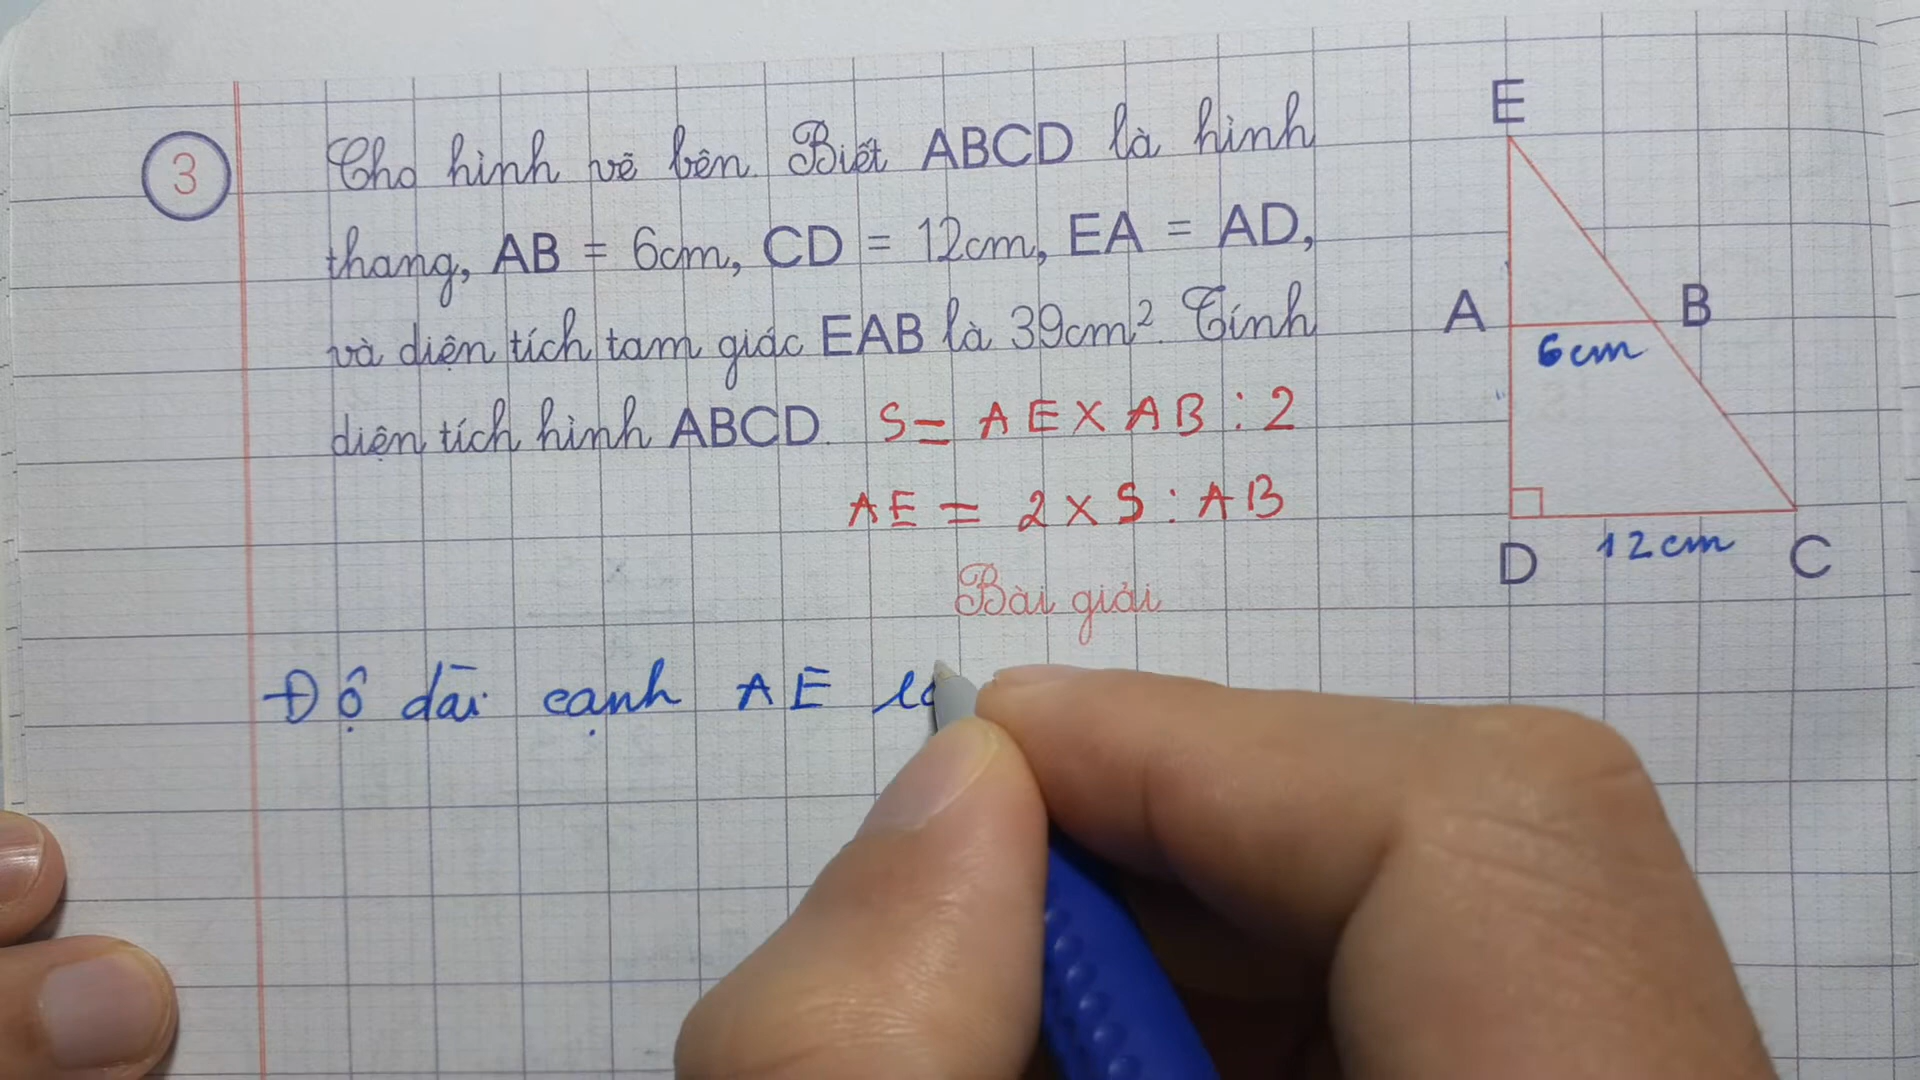 3
Cho hình vẽ bên. Biết ABCD là hình
thang, AB = 6cm, CD = 12cm, EA = AD,
và diện tích tam giác EAB là 39cm². Tính
diện tích hình ABCD.
S = AE X AB : 2
AE = 2 X S : AB
Bài giải
Độ dài cạnh AE
E
A
B
6cm
D
12cm
C